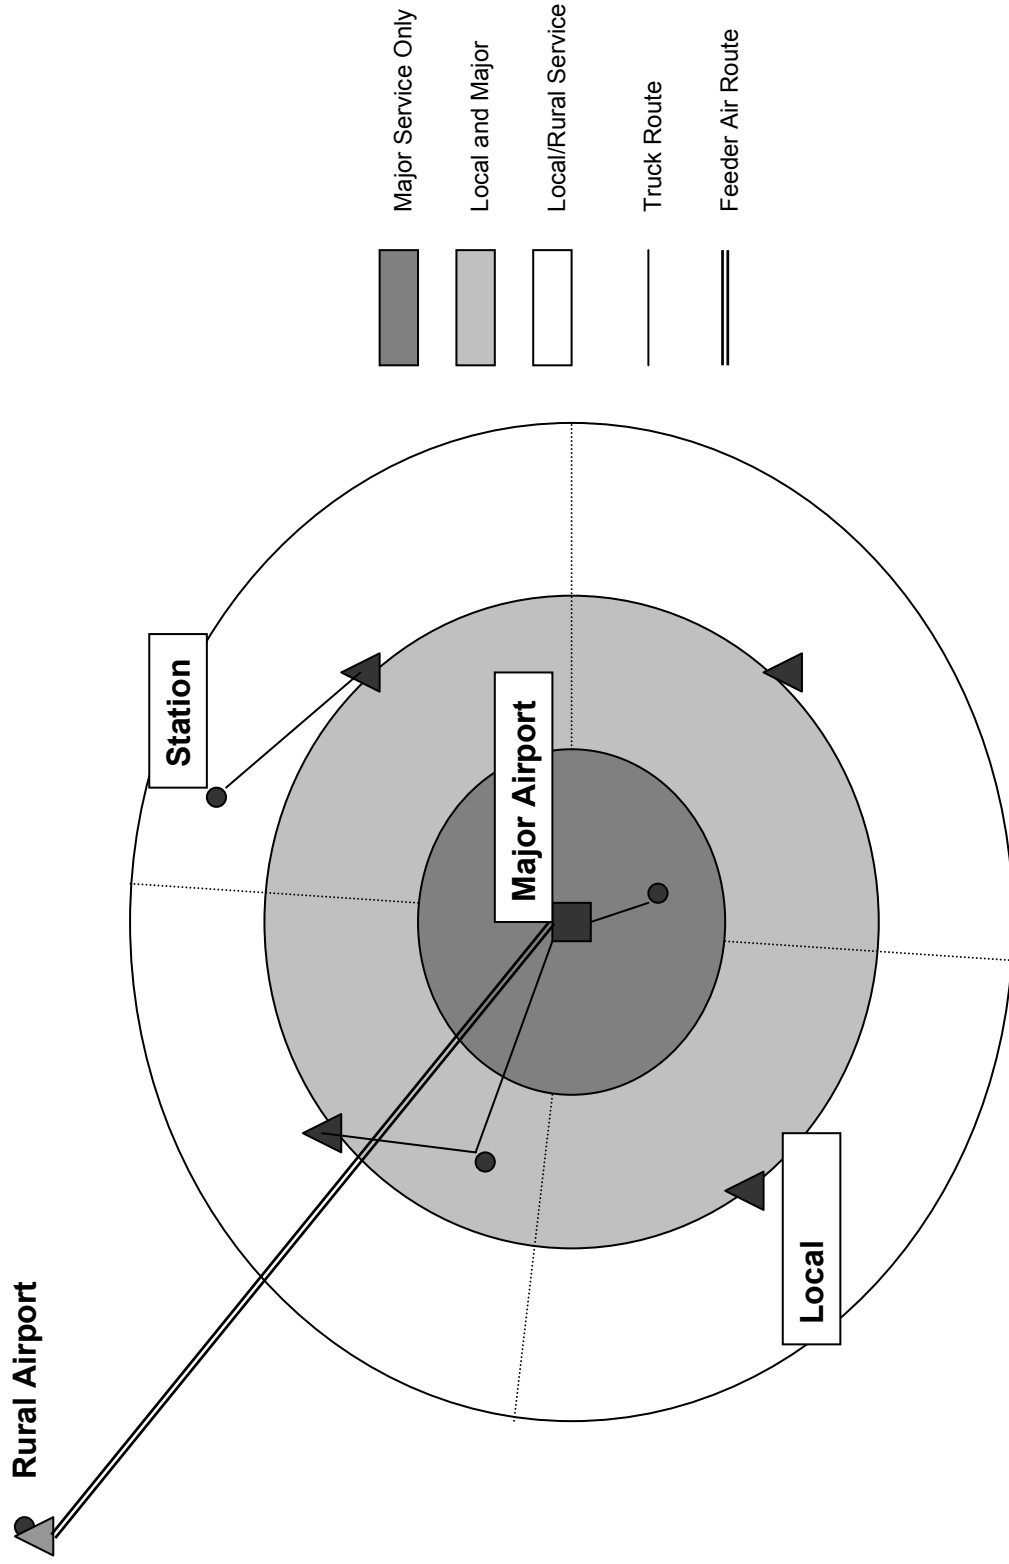 Rural Airport
Station
Major Airport
Local
Major Service Only
Local and Major
Local/Rural Service
Truck Route
Feeder Air Route